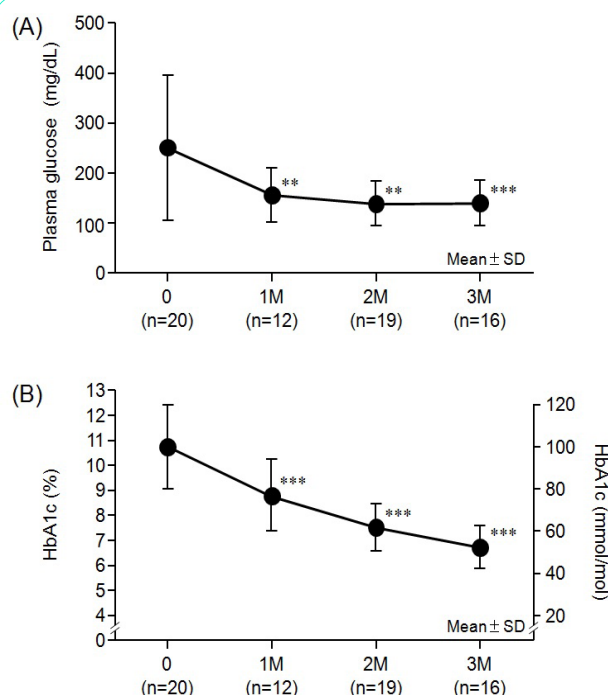 (A)
Plasma glucose (mg/dL)
500
400
300
200
100
0
**
**
***
Mean ± SD
0 1M 2M 3M
(n=20) (n=12) (n=19) (n=16)
(B)
HbA1c (%)
13
12
11
10
9
8
7
6
5
4
0
***
***
***
Mean ± SD
120
100
80
60
40
20
HbA1c (mmol/mol)
0 1M 2M 3M
(n=20) (n=12) (n=19) (n=16)